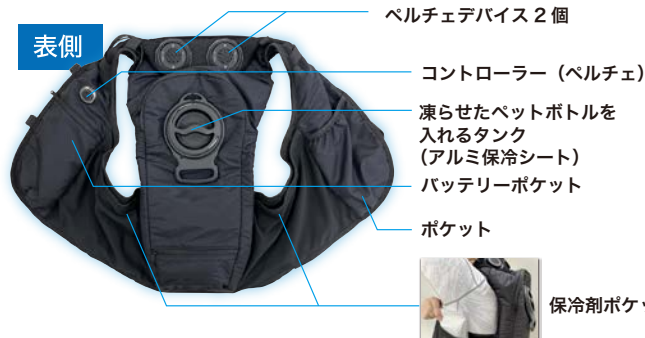 表側
ペルチェデバイス 2 個
コントローラー（ペルチェ）
凍らせたペットボトルを
入れるタンク
（アルミ保冷シート）
バッテリーポケット
ポケット
保冷剤ポケッ